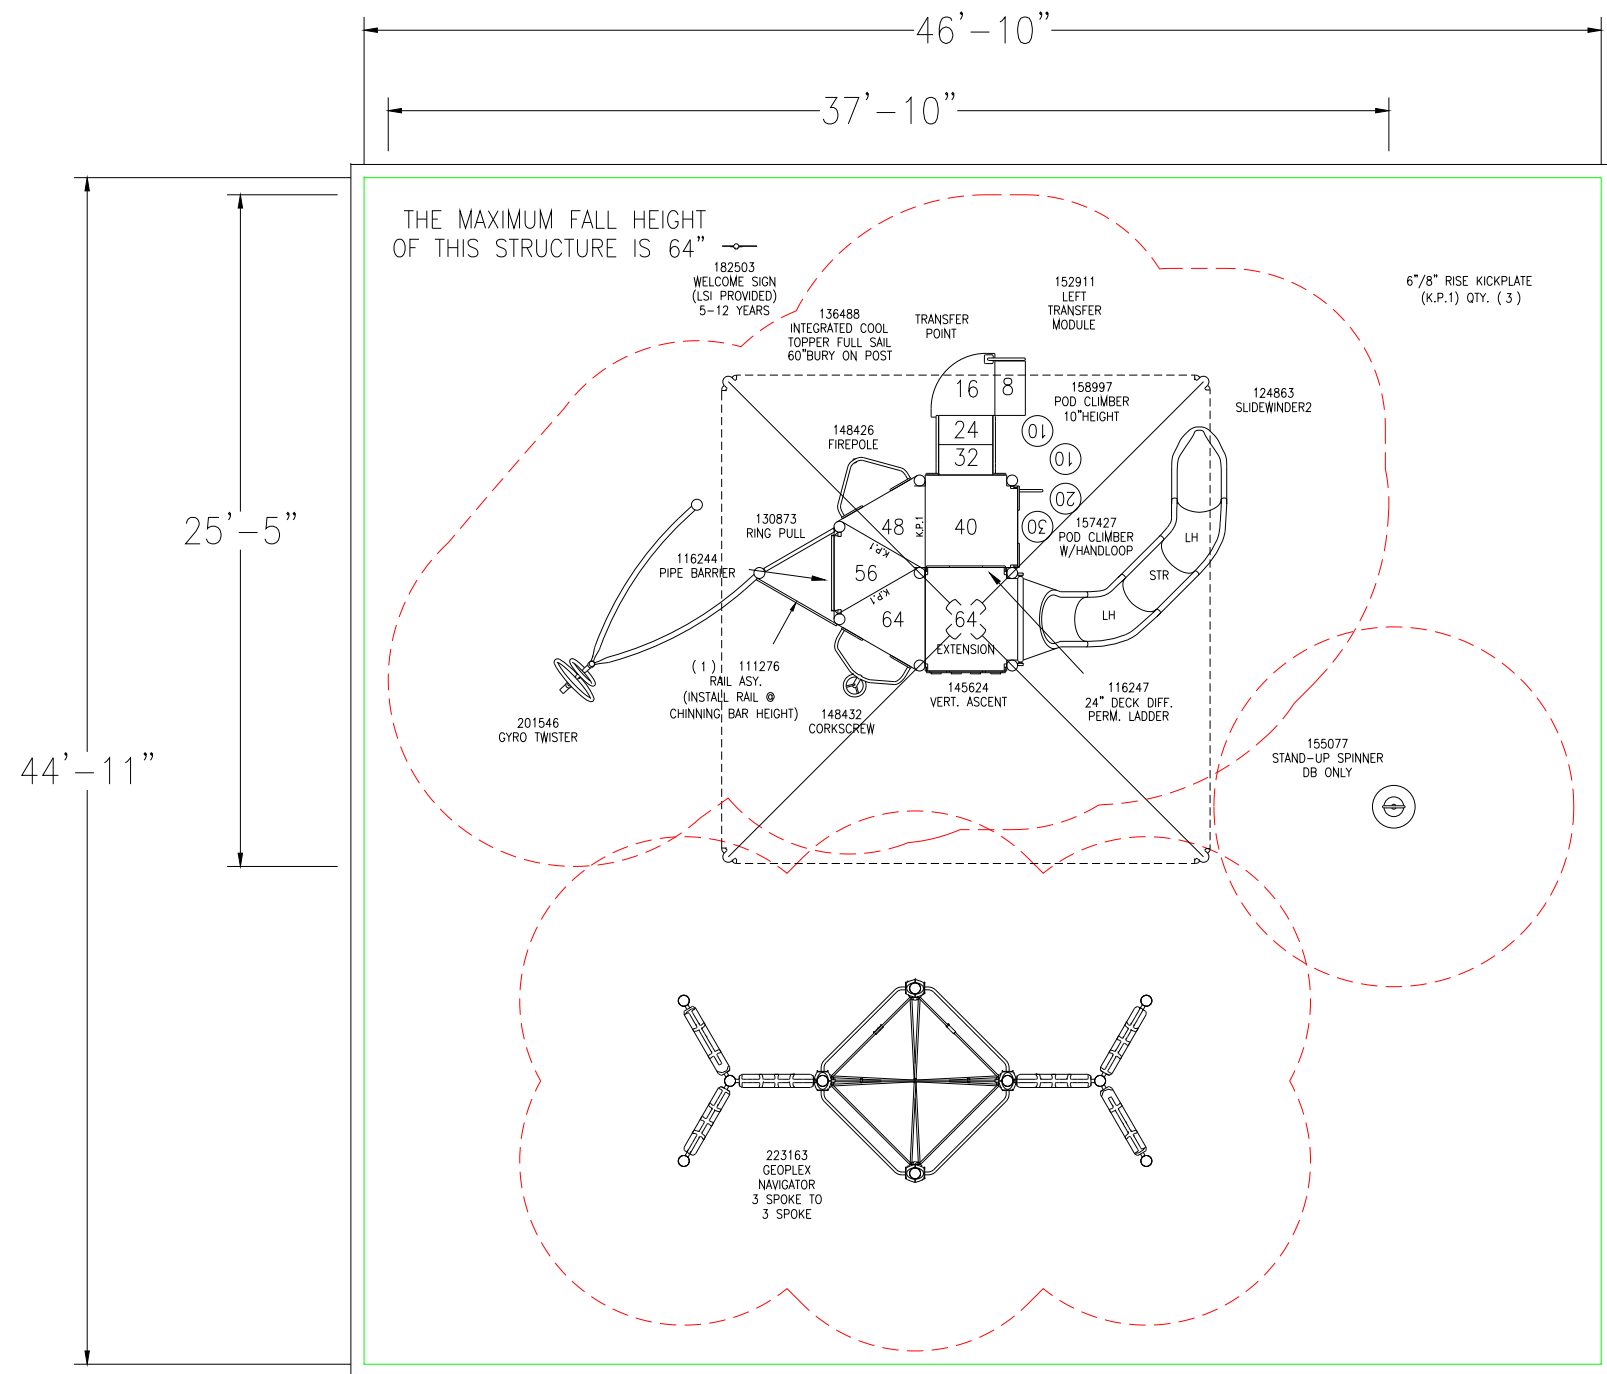 46'-10"
37'-10"
THE MAXIMUM FALL HEIGHT
OF THIS STRUCTURE IS 64"
182503
WELCOME SIGN
(LSI PROVIDED)
5-12 YEARS
136488
INTEGRATED COOL
TOPPER FULL SAIL
60"BURY ON POST
TRANSFER
POINT
152911
LEFT
TRANSFER
MODULE
6"/8" RISE KICKPLATE
(K.P.1) QTY. ( 3 )
16
8
158997
POD CLIMBER
10"HEIGHT
124863
SLIDEWINDER2
148426
FIREPOLE
24
32
10
10
20
30
25'-5"
130873
RING PULL
48
K.P.1
40
157427
POD CLIMBER
W/HANDLOOP
LH
116244
PIPE BARRIER
K.P.1
56
K.P.1
STR
64
64
EXTENSION
LH
( 1 ) 111276
RAIL ASY.
(INSTALL RAIL @
CHINNING BAR HEIGHT)
145624
VERT. ASCENT
116247
24" DECK DIFF.
PERM. LADDER
148432
CORKSCREW
201546
GYRO TWISTER
44'-11"
155077
STAND-UP SPINNER
DB ONLY
223163
GEOPLEX
NAVIGATOR
3 SPOKE TO
3 SPOKE